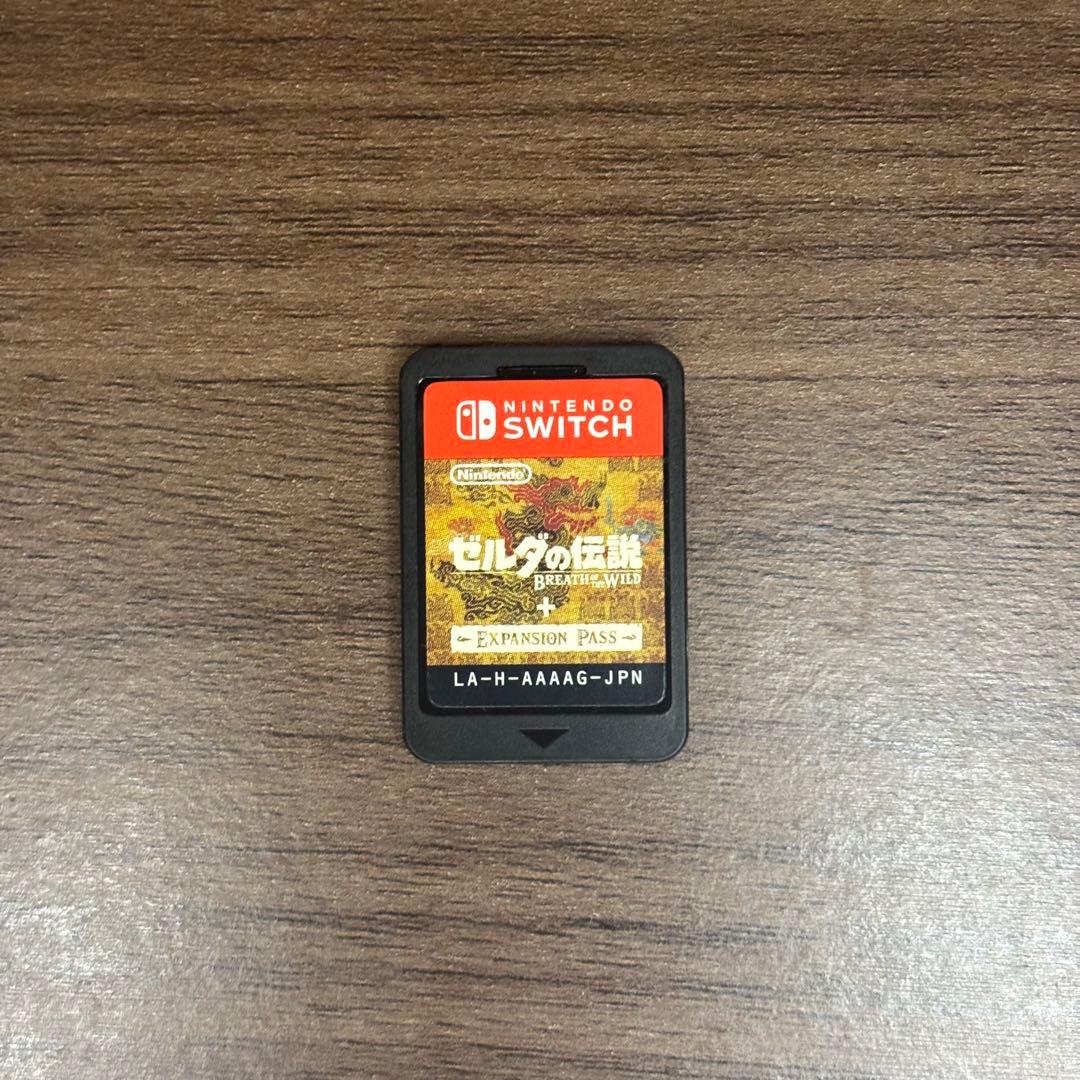 NINTENDO
SWITCH
Nintendo
ゼルダの伝説
BREATH OF THE WILD
+
EXPANSION PASS
LA-H-AAAAG-JPN